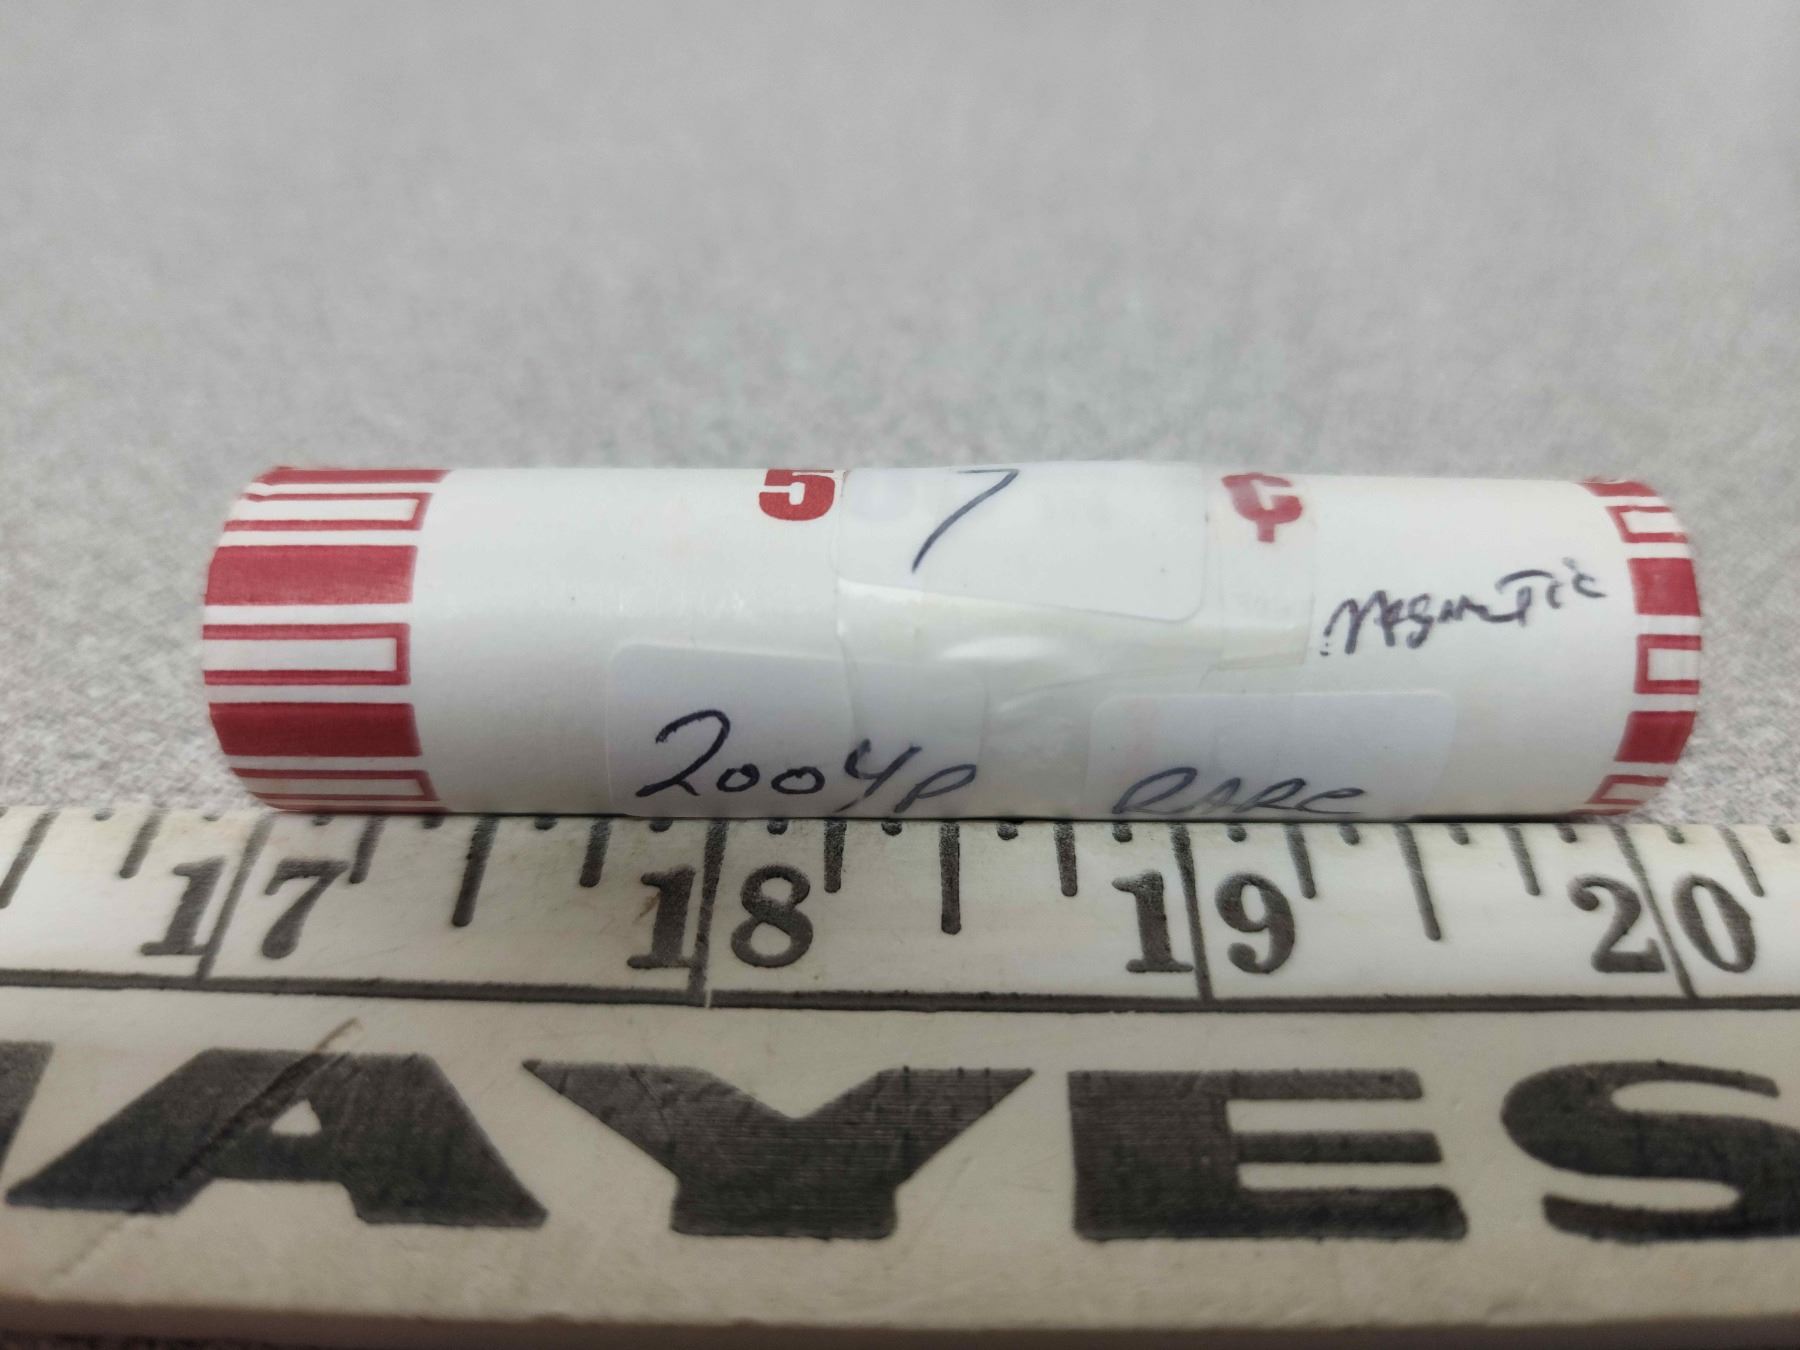 5 7 ¢
Magnetic
2004P RARE
17 18 19 20
AYES